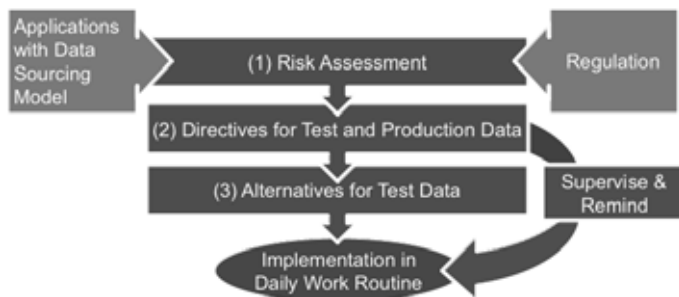 Applications
with Data
Sourcing
Model
(1) Risk Assessment
Regulation
(2) Directives for Test and Production Data
(3) Alternatives for Test Data
Supervise &
Remind
Implementation in
Daily Work Routine